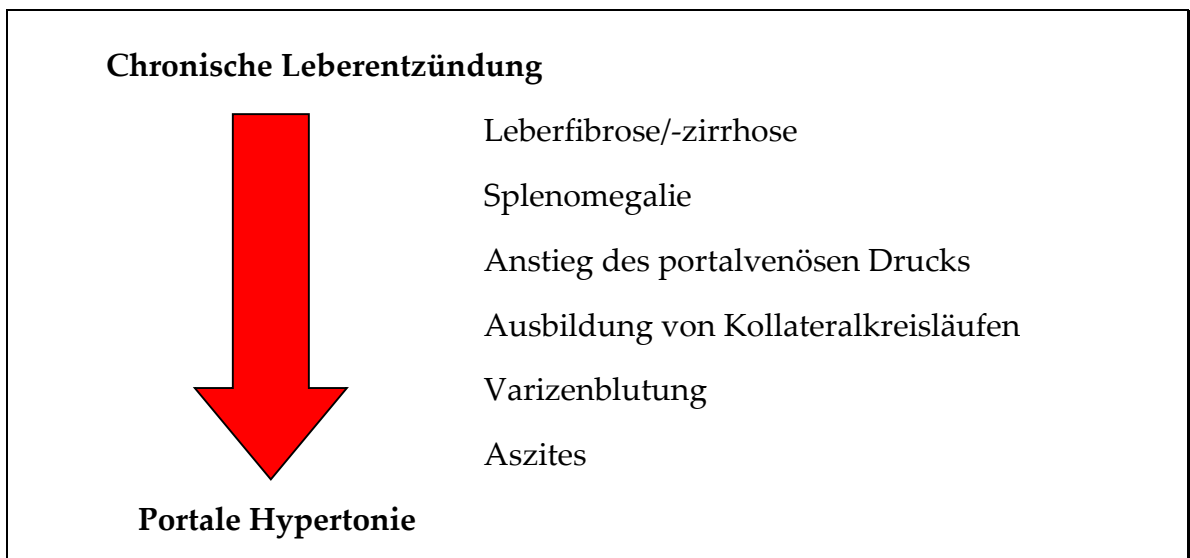 Chronische Leberentzündung
Leberfibrose/-zirrhose
Splenomegalie
Anstieg des portalvenösen Drucks
Ausbildung von Kollateralkreisläufen
Varizenblutung
Aszites
Portale Hypertonie